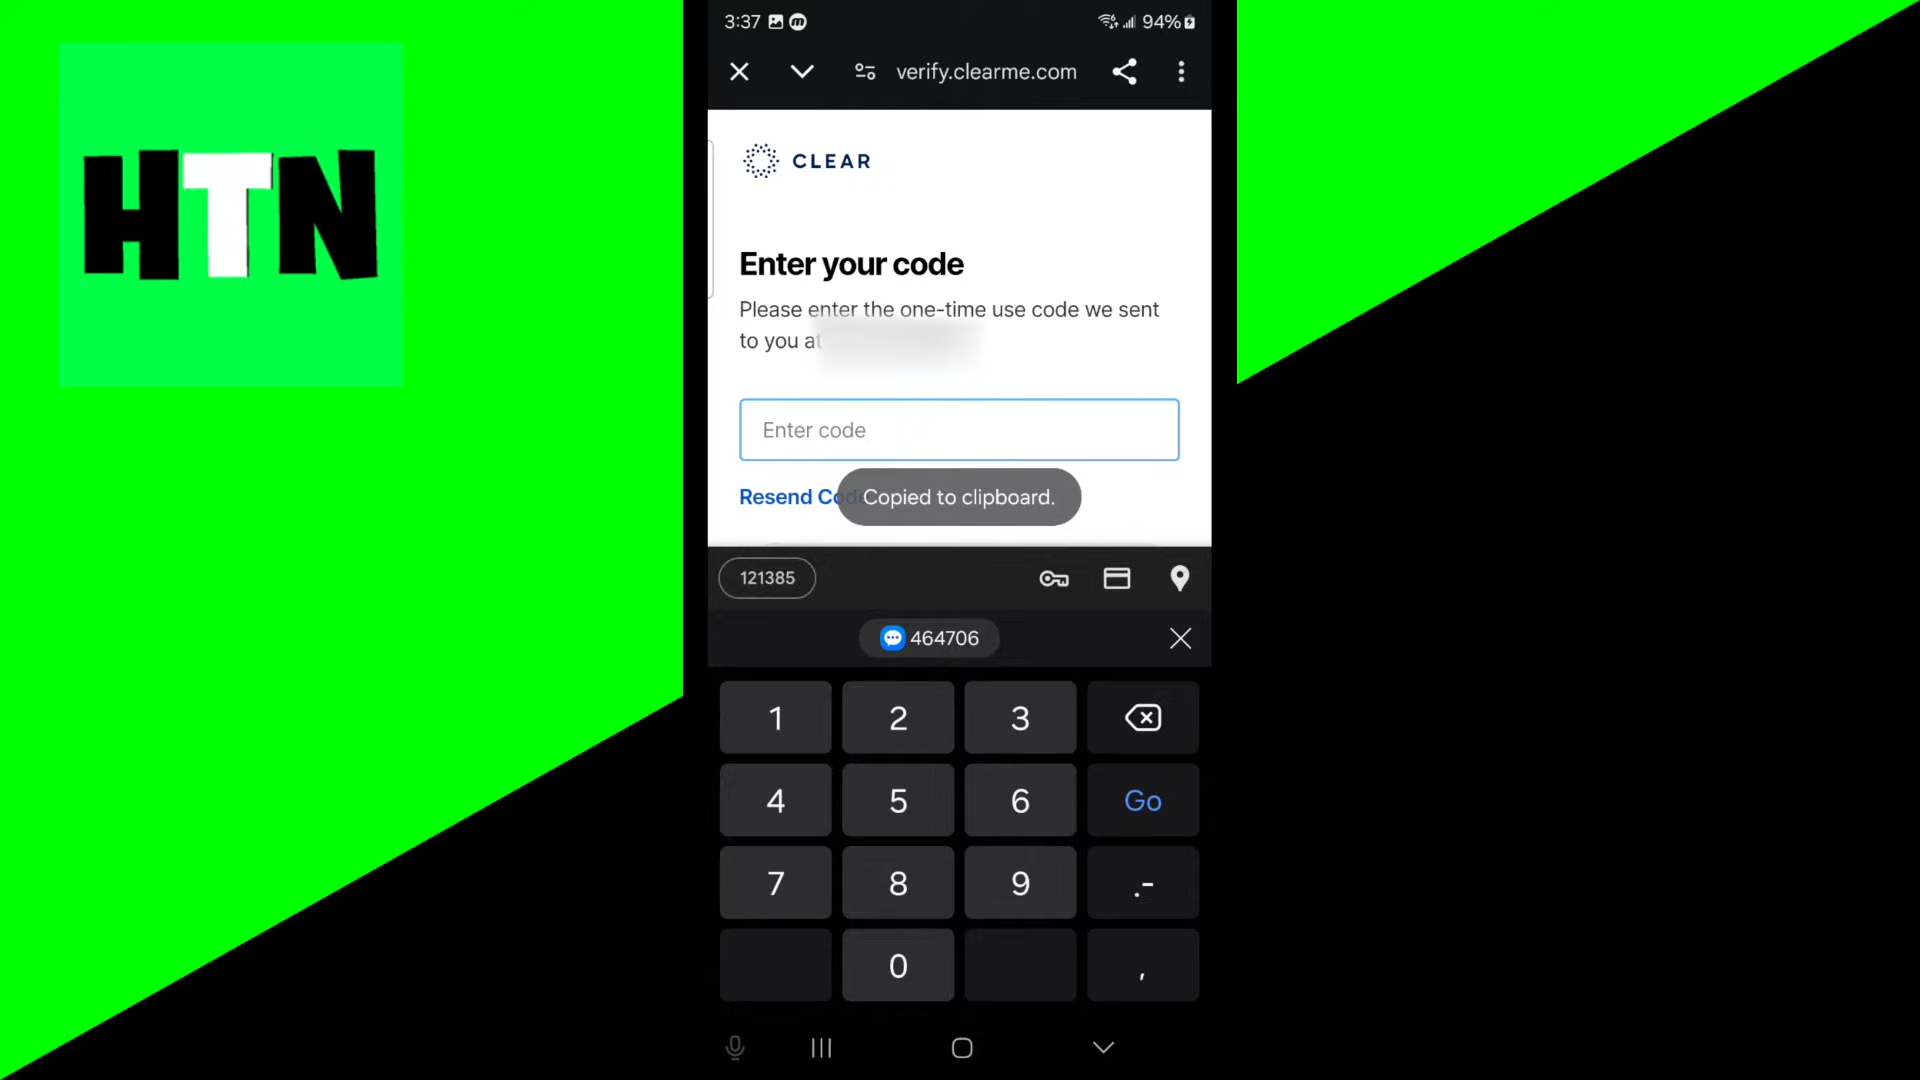 HTN
3:37 94%
verify.clearme.com
CLEAR
Enter your code
Please enter the one-time use code we sent
to you at
Enter code
Resend Code
Copied to clipboard.
121385
464706
1 2 3
4 5 6 Go
7 8 9 .-
0 ,